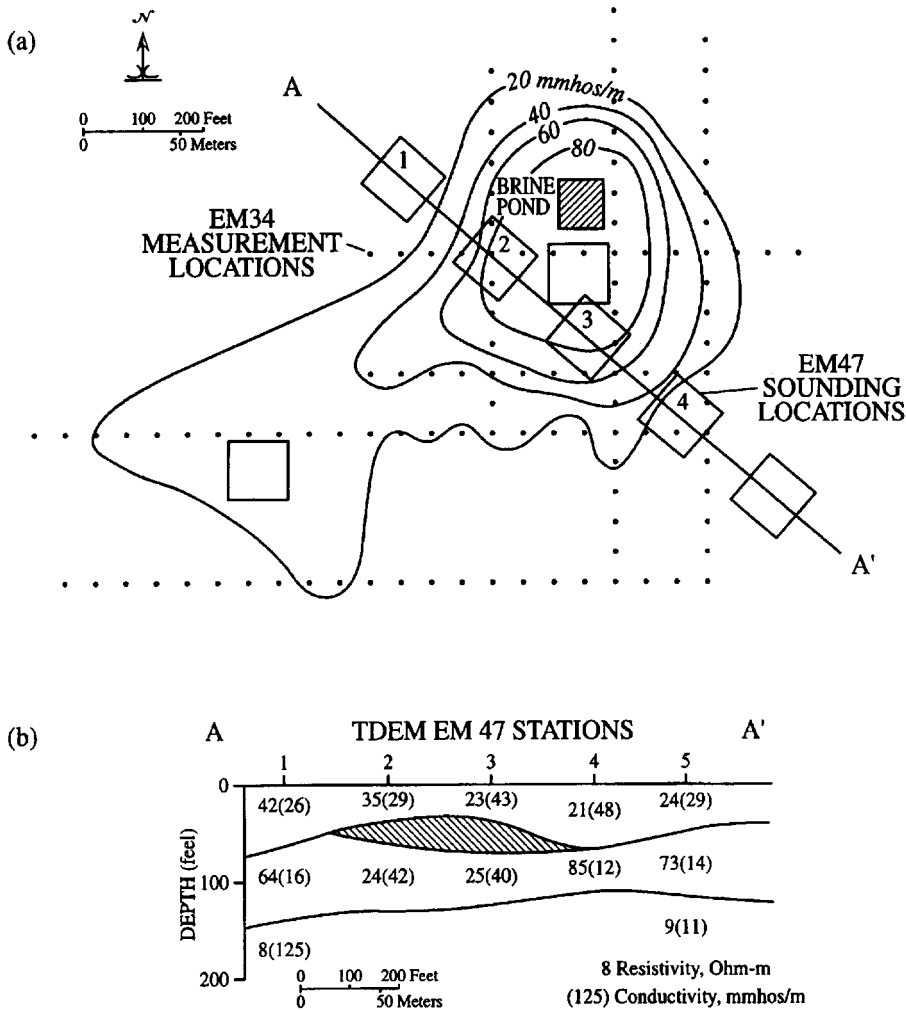 (a)
N
A
0 100 200 Feet
0 50 Meters
20 mmhos/m
40
60
80
1
BRINE
POND
EM34
MEASUREMENT
LOCATIONS
2
3
EM47
SOUNDING
LOCATIONS
4
A'
(b)
A TDEM EM 47 STATIONS A'
1 2 3 4 5
0
42(26) 35(29) 23(43) 21(48) 24(29)
DEPTH (feel)
100
64(16) 24(42) 25(40) 85(12) 73(14)
8(125) 9(11)
200
0 100 200 Feet
0 50 Meters
8 Resistivity, Ohm-m
(125) Conductivity, mmhos/m